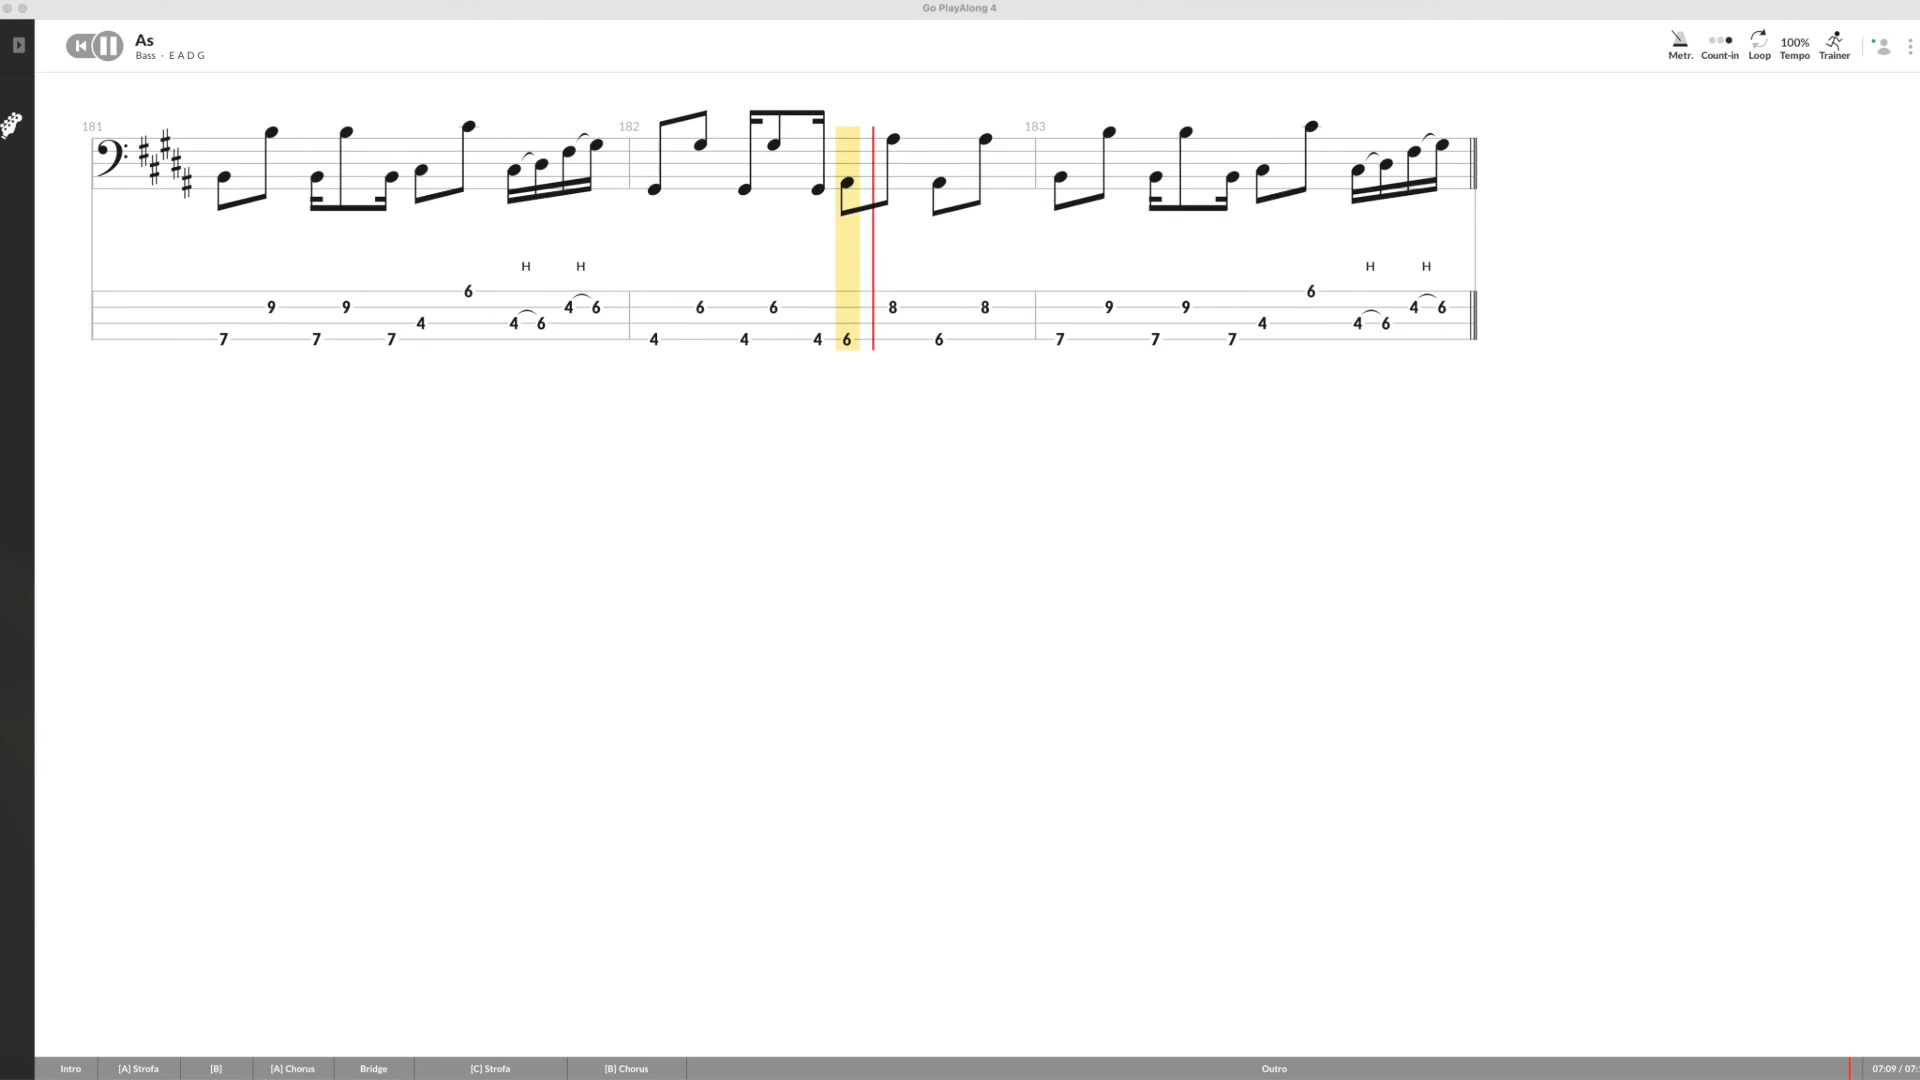 Go PlayAlong 4
As
Bass · E A D G
Metr. Count-in Loop 100% Tempo Trainer
181 182 183
H H H H
6 6
9 9 4 6 6 6 8 8 9 9 4 6
4 4 6 4 4 6
7 7 7 4 4 4 6 6 7 7 7
Intro [A] Strofa [B] [A] Chorus Bridge [C] Strofa [B] Chorus Outro 07:09 / 07: